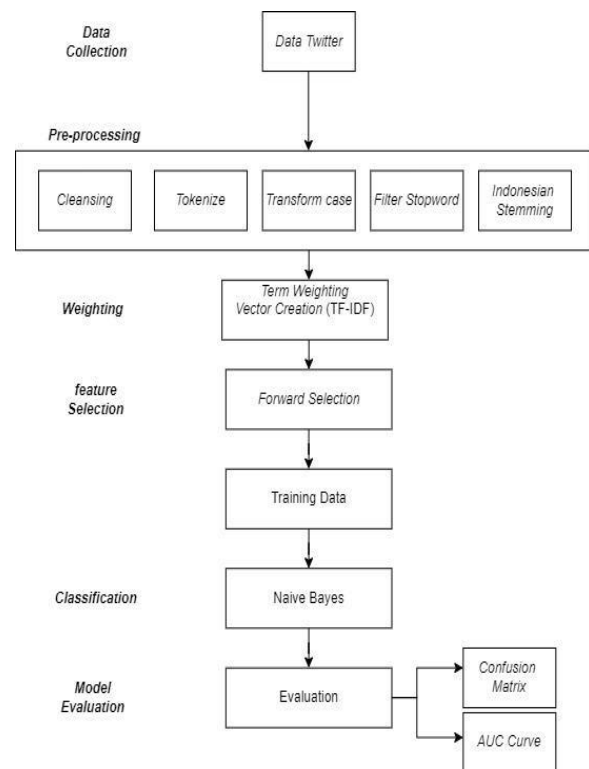 Data
Collection
Data Twitter
Pre-processing
Cleansing
Tokenize
Transform case
Filter Stopword
Indonesian
Stemming
Weighting
Term Weighting
Vector Creation (TF-IDF)
feature
Selection
Forward Selection
Training Data
Classification
Naive Bayes
Model
Evaluation
Evaluation
Confusion
Matrix
AUC Curve